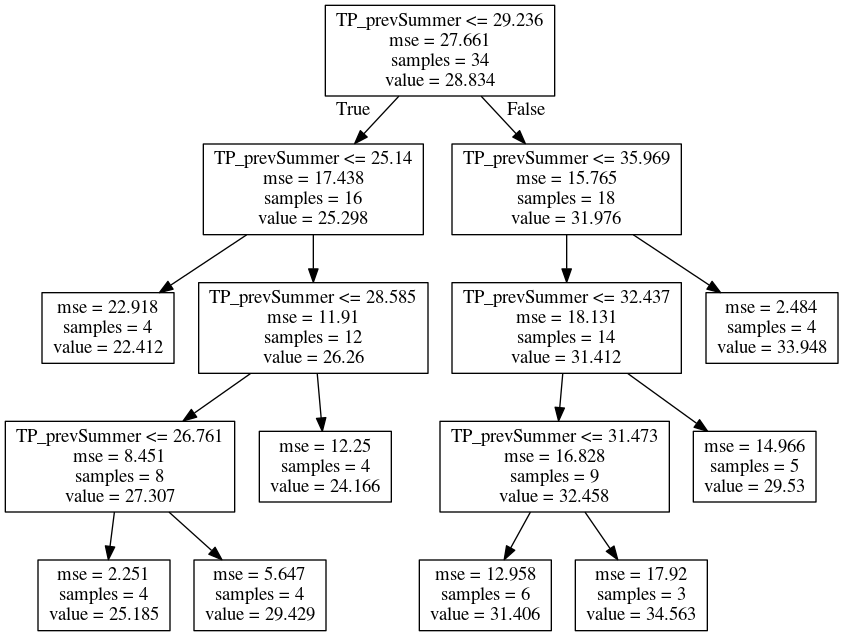 TP_prevSummer <= 29.236
mse = 27.661
samples = 34
value = 28.834
True
False
TP_prevSummer <= 25.14
mse = 17.438
samples = 16
value = 25.298
TP_prevSummer <= 35.969
mse = 15.765
samples = 18
value = 31.976
mse = 22.918
samples = 4
value = 22.412
TP_prevSummer <= 28.585
mse = 11.91
samples = 12
value = 26.26
TP_prevSummer <= 32.437
mse = 18.131
samples = 14
value = 31.412
mse = 2.484
samples = 4
value = 33.948
TP_prevSummer <= 26.761
mse = 8.451
samples = 8
value = 27.307
mse = 12.25
samples = 4
value = 24.166
TP_prevSummer <= 31.473
mse = 16.828
samples = 9
value = 32.458
mse = 14.966
samples = 5
value = 29.53
mse = 2.251
samples = 4
value = 25.185
mse = 5.647
samples = 4
value = 29.429
mse = 12.958
samples = 6
value = 31.406
mse = 17.92
samples = 3
value = 34.563